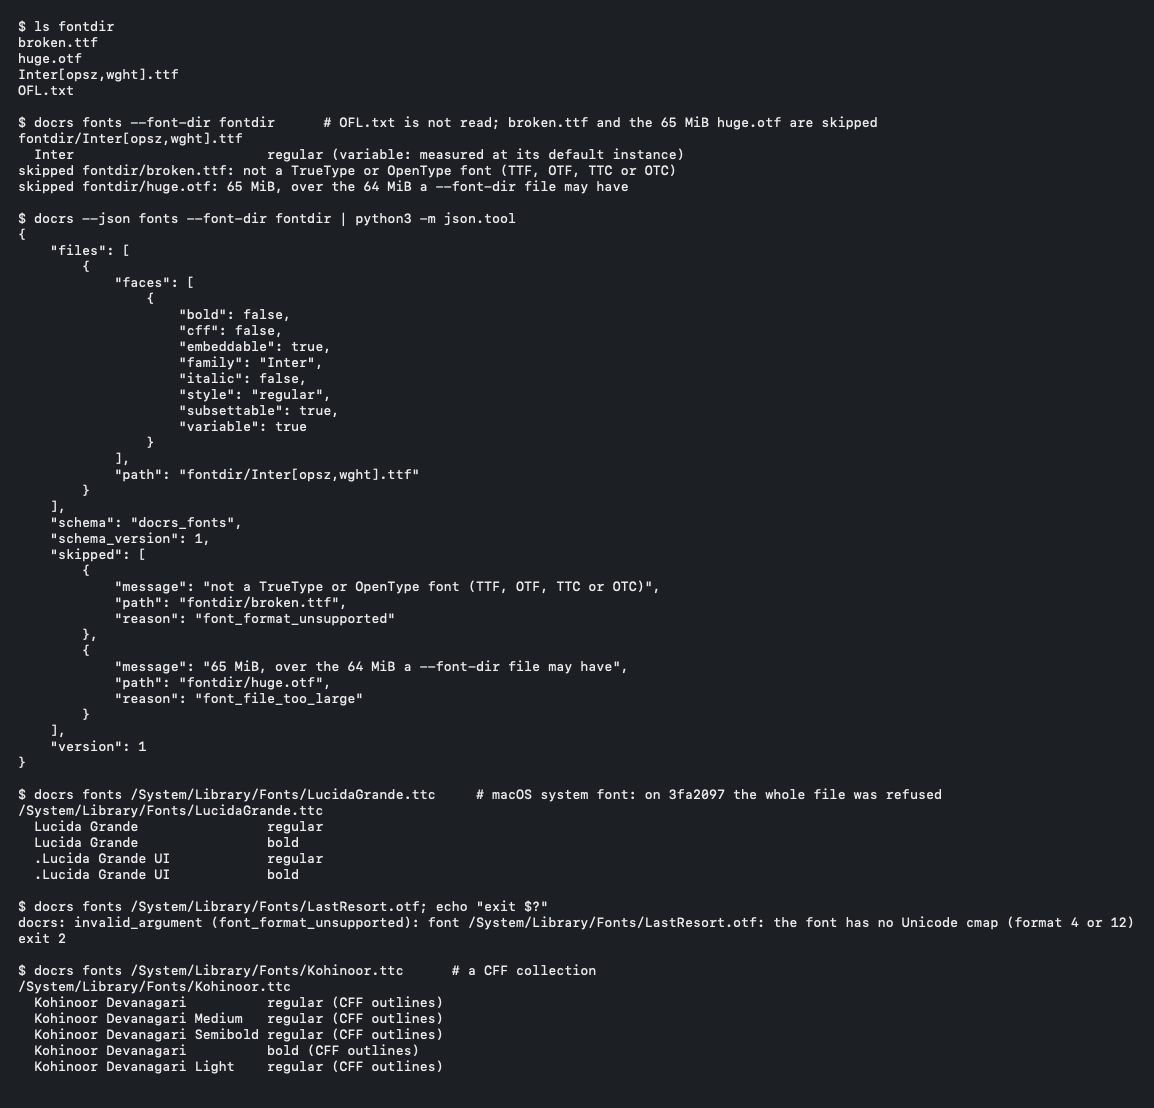 $ ls fontdir
broken.ttf
huge.otf
Inter[opsz,wght].ttf
OFL.txt
$ docrs fonts --font-dir fontdir      # OFL.txt is not read; broken.ttf and the 65 MiB huge.otf are skipped
fontdir/Inter[opsz,wght].ttf
  Inter                        regular (variable: measured at its default instance)
skipped fontdir/broken.ttf: not a TrueType or OpenType font (TTF, OTF, TTC or OTC)
skipped fontdir/huge.otf: 65 MiB, over the 64 MiB a --font-dir file may have
$ docrs --json fonts --font-dir fontdir | python3 -m json.tool
{
    "files": [
        {
            "faces": [
                {
                    "bold": false,
                    "cff": false,
                    "embeddable": true,
                    "family": "Inter",
                    "italic": false,
                    "style": "regular",
                    "subsettable": true,
                    "variable": true
                }
            ],
            "path": "fontdir/Inter[opsz,wght].ttf"
        }
    ],
    "schema": "docrs_fonts",
    "schema_version": 1,
    "skipped": [
        {
            "message": "not a TrueType or OpenType font (TTF, OTF, TTC or OTC)",
            "path": "fontdir/broken.ttf",
            "reason": "font_format_unsupported"
        },
        {
            "message": "65 MiB, over the 64 MiB a --font-dir file may have",
            "path": "fontdir/huge.otf",
            "reason": "font_file_too_large"
        }
    ],
    "version": 1
}
$ docrs fonts /System/Library/Fonts/LucidaGrande.ttc     # macOS system font: on 3fa2097 the whole file was refused
/System/Library/Fonts/LucidaGrande.ttc
  Lucida Grande                regular
  Lucida Grande                bold
  .Lucida Grande UI            regular
  .Lucida Grande UI            bold
$ docrs fonts /System/Library/Fonts/LastResort.otf; echo "exit $?"
docrs: invalid_argument (font_format_unsupported): font /System/Library/Fonts/LastResort.otf: the font has no Unicode cmap (format 4 or 12)
exit 2
$ docrs fonts /System/Library/Fonts/Kohinoor.ttc      # a CFF collection
/System/Library/Fonts/Kohinoor.ttc
  Kohinoor Devanagari          regular (CFF outlines)
  Kohinoor Devanagari Medium   regular (CFF outlines)
  Kohinoor Devanagari Semibold regular (CFF outlines)
  Kohinoor Devanagari          bold (CFF outlines)
  Kohinoor Devanagari Light    regular (CFF outlines)